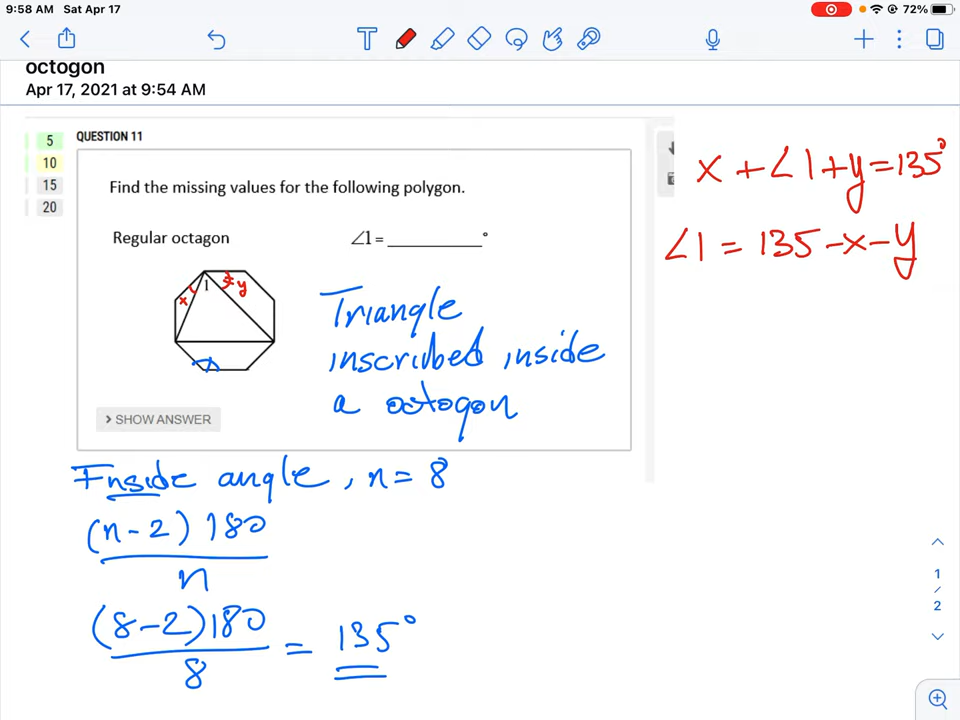 9:58 AM Sat Apr 17
72%
octogon
Apr 17, 2021 at 9:54 AM
5
10
15
20
QUESTION 11
Find the missing values for the following polygon.
Regular octagon
∠1 = __________°
x
1
y
Triangle
inscribed inside
a octogon
> SHOW ANSWER
Inside angle, n = 8
(n-2) 180
n
(8-2)180
8
= 135°
x + ∠1 + y = 135°
∠1 = 135 - x - y
1
/
2